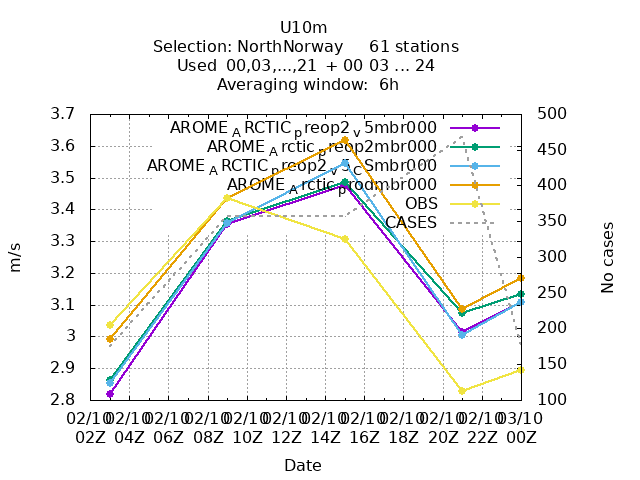 U10m
Selection: NorthNorway     61 stations
Used  00,03,...,21  + 00 03 ... 24
Averaging window:  6h
3.7
3.6
3.5
3.4
3.3
3.2
3.1
3
2.9
2.8
m/s
AROME_ARCTIC_preop2_v5mbr000
AROME_Arctic_preop2mbr000
AROME_ARCTIC_preop2_v5_CSmbr000
AROME_Arctic_prodmbr000
OBS
CASES
500
450
400
350
300
250
200
150
100
No cases
02/10 02/10 02/10 02/10 02/10 02/10 02/10 02/10 02/10 02/10 02/10 03/10
02Z 04Z 06Z 08Z 10Z 12Z 14Z 16Z 18Z 20Z 22Z 00Z
Date